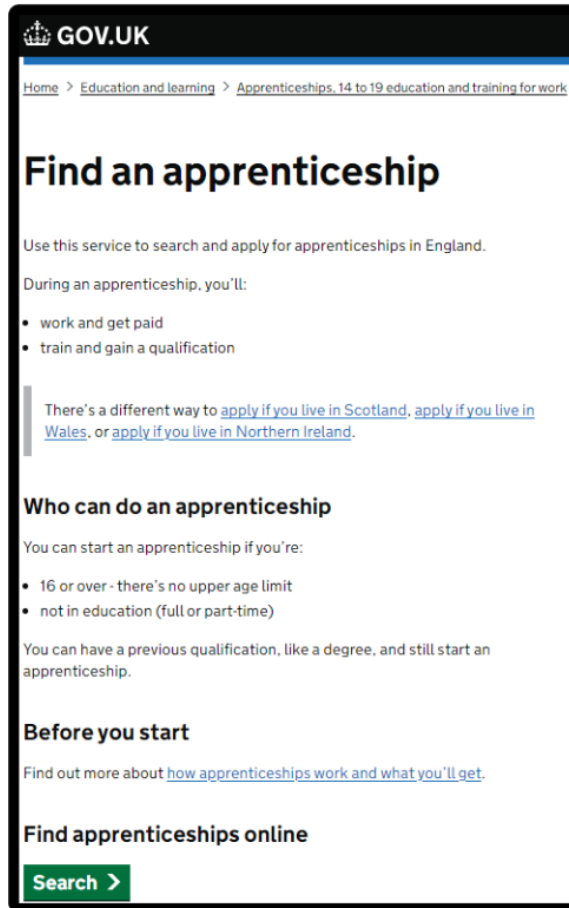 GOV.UK
Home > Education and learning > Apprenticeships, 14 to 19 education and training for work
Find an apprenticeship
Use this service to search and apply for apprenticeships in England.
During an apprenticeship, you'll:
• work and get paid
• train and gain a qualification
There's a different way to apply if you live in Scotland, apply if you live in
Wales, or apply if you live in Northern Ireland.
Who can do an apprenticeship
You can start an apprenticeship if you're:
• 16 or over - there's no upper age limit
• not in education (full or part-time)
You can have a previous qualification, like a degree, and still start an
apprenticeship.
Before you start
Find out more about how apprenticeships work and what you'll get.
Find apprenticeships online
Search >